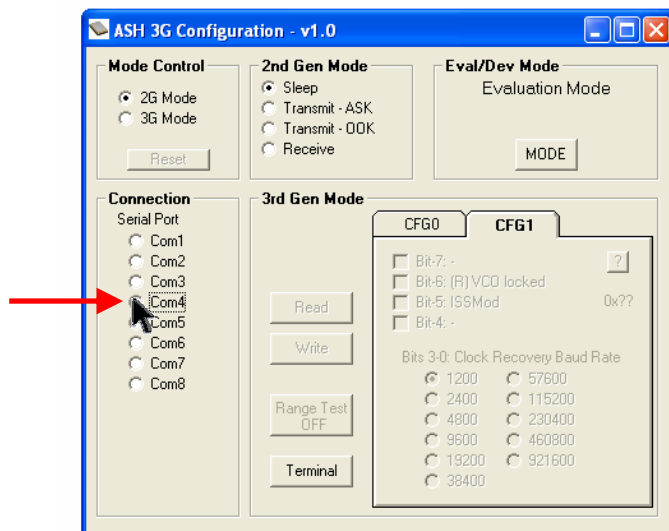 ASH 3G Configuration - v1.0
Mode Control
2G Mode
3G Mode
Reset
2nd Gen Mode
Sleep
Transmit - ASK
Transmit - OOK
Receive
Eval/Dev Mode
Evaluation Mode
MODE
Connection
Serial Port
Com1
Com2
Com3
Com4
Com5
Com6
Com7
Com8
3rd Gen Mode
Read
Write
Range Test
OFF
Terminal
CFG0 CFG1
Bit-7: - ?
Bit-6: (R) VCO locked
Bit-5: ISSMod 0x??
Bit-4: -
Bits 3-0: Clock Recovery Baud Rate
1200 57600
2400 115200
4800 230400
9600 460800
19200 921600
38400